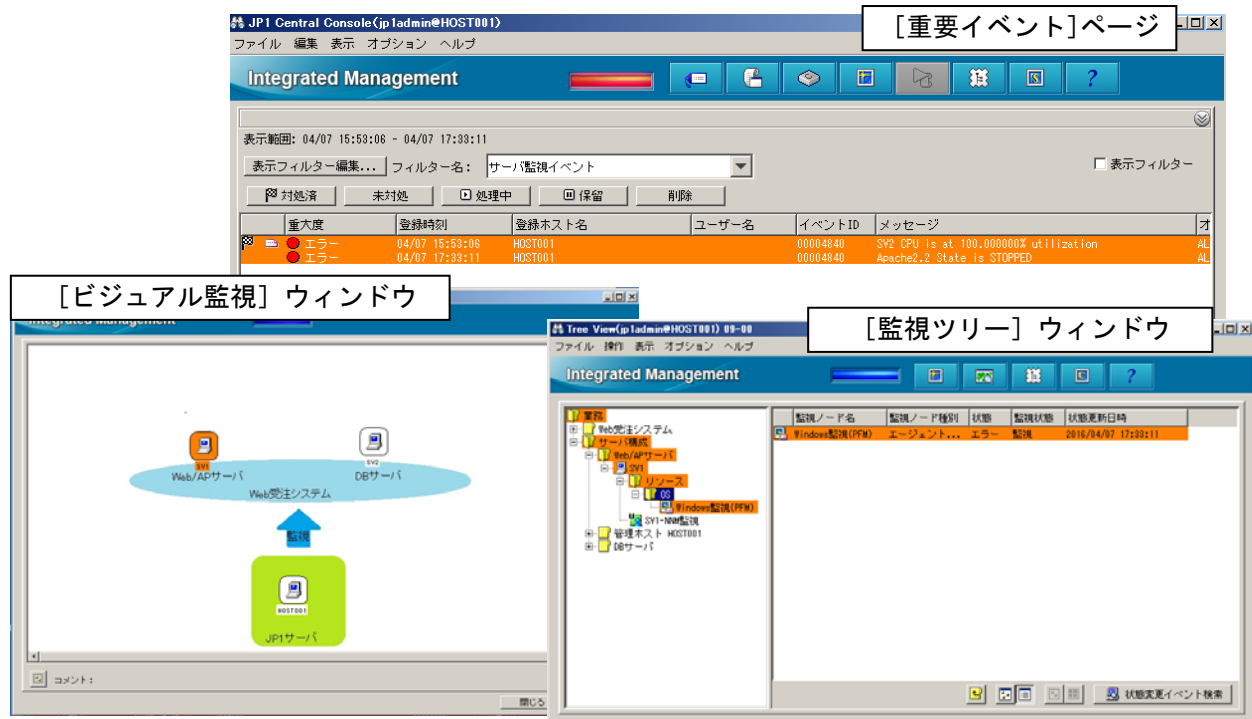 JP1 Central Console(jp1admin@HOST001)
[重要イベント]ページ
ファイル 編集 表示 オプション ヘルプ
Integrated Management
表示範囲: 04/07 15:53:06 - 04/07 17:33:11
表示フィルター編集... フィルター名: サーバ監視イベント 表示フィルター
対処済 未対処 処理中 保留 削除
重大度 登録時刻 登録ホスト名 ユーザー名 イベントID メッセージ オ
エラー 04/07 15:53:06 HOST001 00004840 SV2 CPU is at 100.000000% utilization AL
エラー 04/07 17:33:11 HOST001 00004840 Apache2.2 State is STOPPED AL
[ビジュアル監視] ウィンドウ
Integrated Management
SV1
Web/APサーバ
SV2
DBサーバ
Web受注システム
監視
HOST001
JP1サーバ
コメント:
閉じる
Tree View(jp1admin@HOST001) 09-00
[監視ツリー] ウィンドウ
ファイル 操作 表示 オプション ヘルプ
Integrated Management
業務
Web受注システム
サーバ構成
Web/APサーバ
SV1
リソース
OS
Windows監視(PFM)
SV1-NNM監視
管理ホスト HOST001
DBサーバ
監視ノード名 監視ノード種別 状態 監視状態 状態更新日時
Windows監視(PFM) エージェント... エラー 監視 2016/04/07 17:33:11
状態変更イベント検索